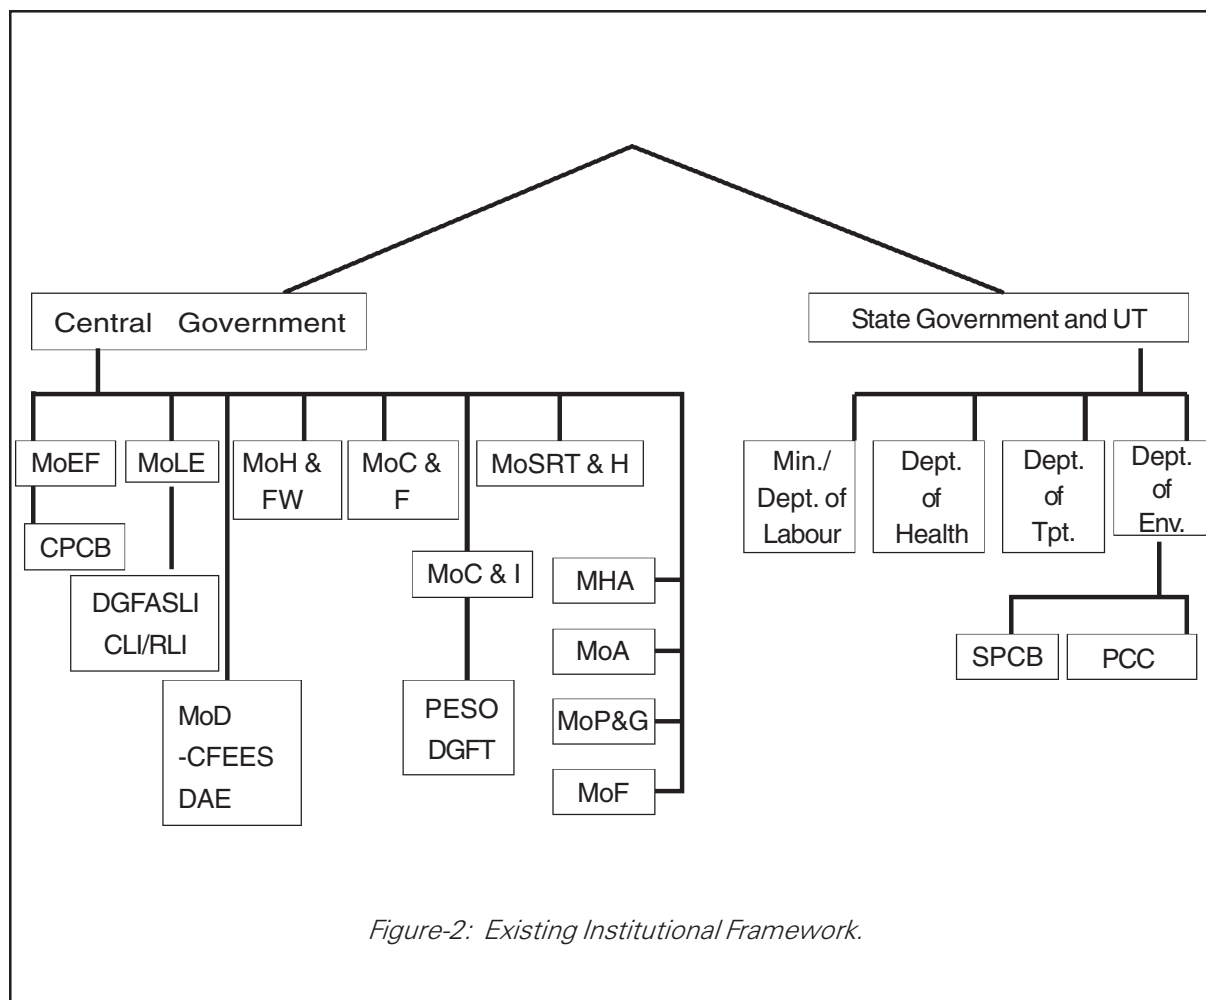 Central Government
State Government and UT
MoEF
MoLE
MoH &
FW
MoC &
F
MoSRT & H
CPCB
DGFASLI
CLI/RLI
MoD
-CFEES
DAE
MoC & I
PESO
DGFT
MHA
MoA
MoP&G
MoF
Min./
Dept. of
Labour
Dept.
of
Health
Dept.
of
Tpt.
Dept.
of
Env.
SPCB
PCC
Figure-2: Existing Institutional Framework.